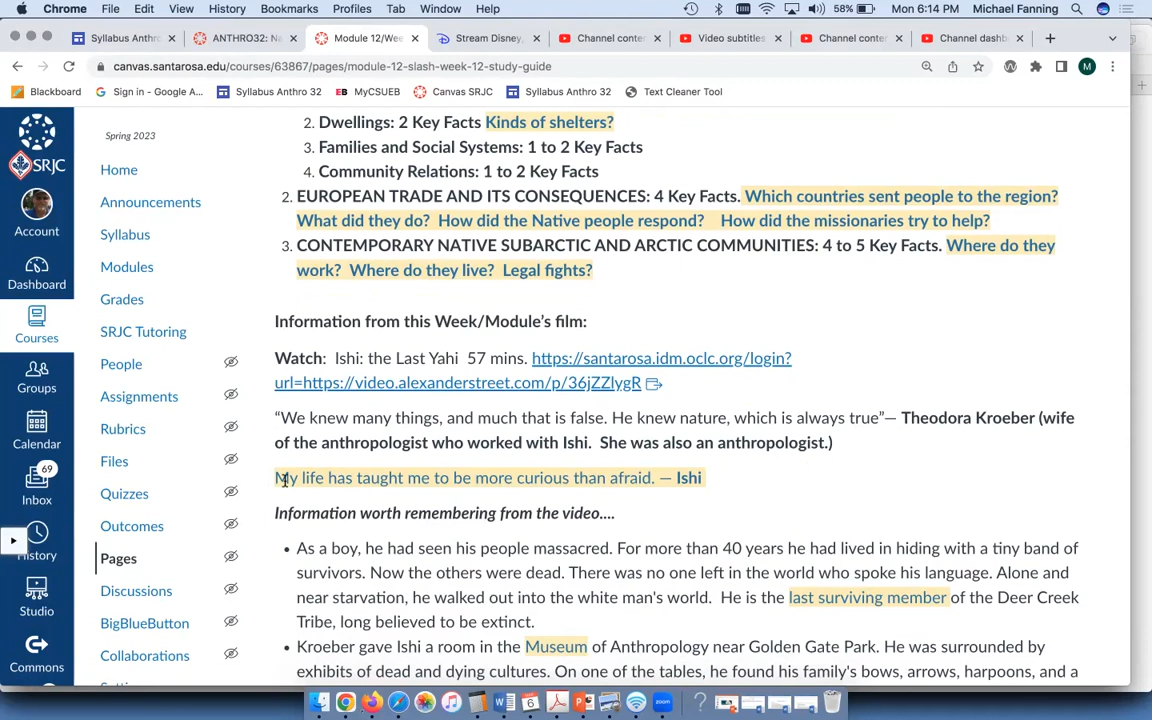 Chrome File Edit View History Bookmarks Profiles Tab Window Help 58% Mon 6:14 PM Michael Fanning
Syllabus Anthro ANTHRO32: Na Module 12/Wee Stream Disney, Channel conte Video subtitles Channel conte Channel dashb
canvas.santarosa.edu/courses/63867/pages/module-12-slash-week-12-study-guide
Blackboard Sign in - Google A... Syllabus Anthro 32 MyCSUEB Canvas SRJC Syllabus Anthro 32 Text Cleaner Tool
SRJC
Account
Dashboard
Courses
Groups
Calendar
69
Inbox
History
Studio
Commons
Spring 2023
Home
Announcements
Syllabus
Modules
Grades
SRJC Tutoring
People
Assignments
Rubrics
Files
Quizzes
Outcomes
Pages
Discussions
BigBlueButton
Collaborations
2. Dwellings: 2 Key Facts Kinds of shelters?
3. Families and Social Systems: 1 to 2 Key Facts
4. Community Relations: 1 to 2 Key Facts
2. EUROPEAN TRADE AND ITS CONSEQUENCES: 4 Key Facts. Which countries sent people to the region?
What did they do? How did the Native people respond? How did the missionaries try to help?
3. CONTEMPORARY NATIVE SUBARCTIC AND ARCTIC COMMUNITIES: 4 to 5 Key Facts. Where do they
work? Where do they live? Legal fights?
Information from this Week/Module's film:
Watch: Ishi: the Last Yahi 57 mins. https://santarosa.idm.oclc.org/login?
url=https://video.alexanderstreet.com/p/36jZZlygR
“We knew many things, and much that is false. He knew nature, which is always true”— Theodora Kroeber (wife
of the anthropologist who worked with Ishi. She was also an anthropologist.)
My life has taught me to be more curious than afraid. — Ishi
Information worth remembering from the video....
• As a boy, he had seen his people massacred. For more than 40 years he had lived in hiding with a tiny band of
survivors. Now the others were dead. There was no one left in the world who spoke his language. Alone and
near starvation, he walked out into the white man's world. He is the last surviving member of the Deer Creek
Tribe, long believed to be extinct.
• Kroeber gave Ishi a room in the Museum of Anthropology near Golden Gate Park. He was surrounded by
exhibits of dead and dying cultures. On one of the tables, he found his family's bows, arrows, harpoons, and a